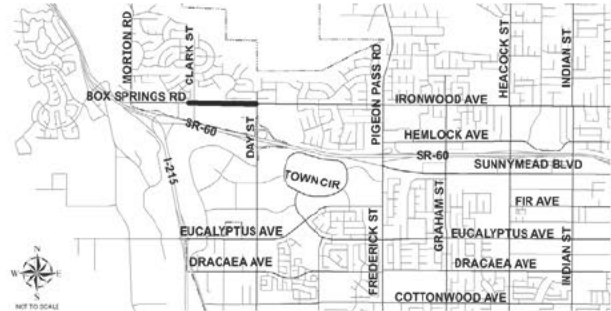 MORTON RD
CLARK ST
BOX SPRINGS RD
PIGEON PASS RD
HEACOCK ST
INDIAN ST
IRONWOOD AVE
HEMLOCK AVE
SR-60
DAY ST
SR-60
SUNNYMEAD BLVD
I-215
TOWN CIR
FIR AVE
EUCALYPTUS AVE
FREDERICK ST
GRAHAM ST
EUCALYPTUS AVE
INDIAN ST
DRACAEA AVE
DRACAEA AVE
COTTONWOOD AVE
N
W
E
S
NOT TO SCALE